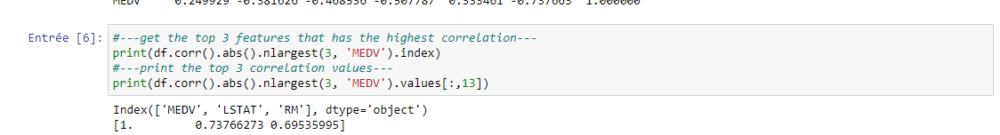 MEDV 0.249929 -0.381626 -0.468536 -0.507787 0.333461 -0.737663 1.000000
Entrée [6]: #---get the top 3 features that has the highest correlation---
print(df.corr().abs().nlargest(3, 'MEDV').index)
#---print the top 3 correlation values---
print(df.corr().abs().nlargest(3, 'MEDV').values[:,13])
Index(['MEDV', 'LSTAT', 'RM'], dtype='object')
[1. 0.73766273 0.69535995]